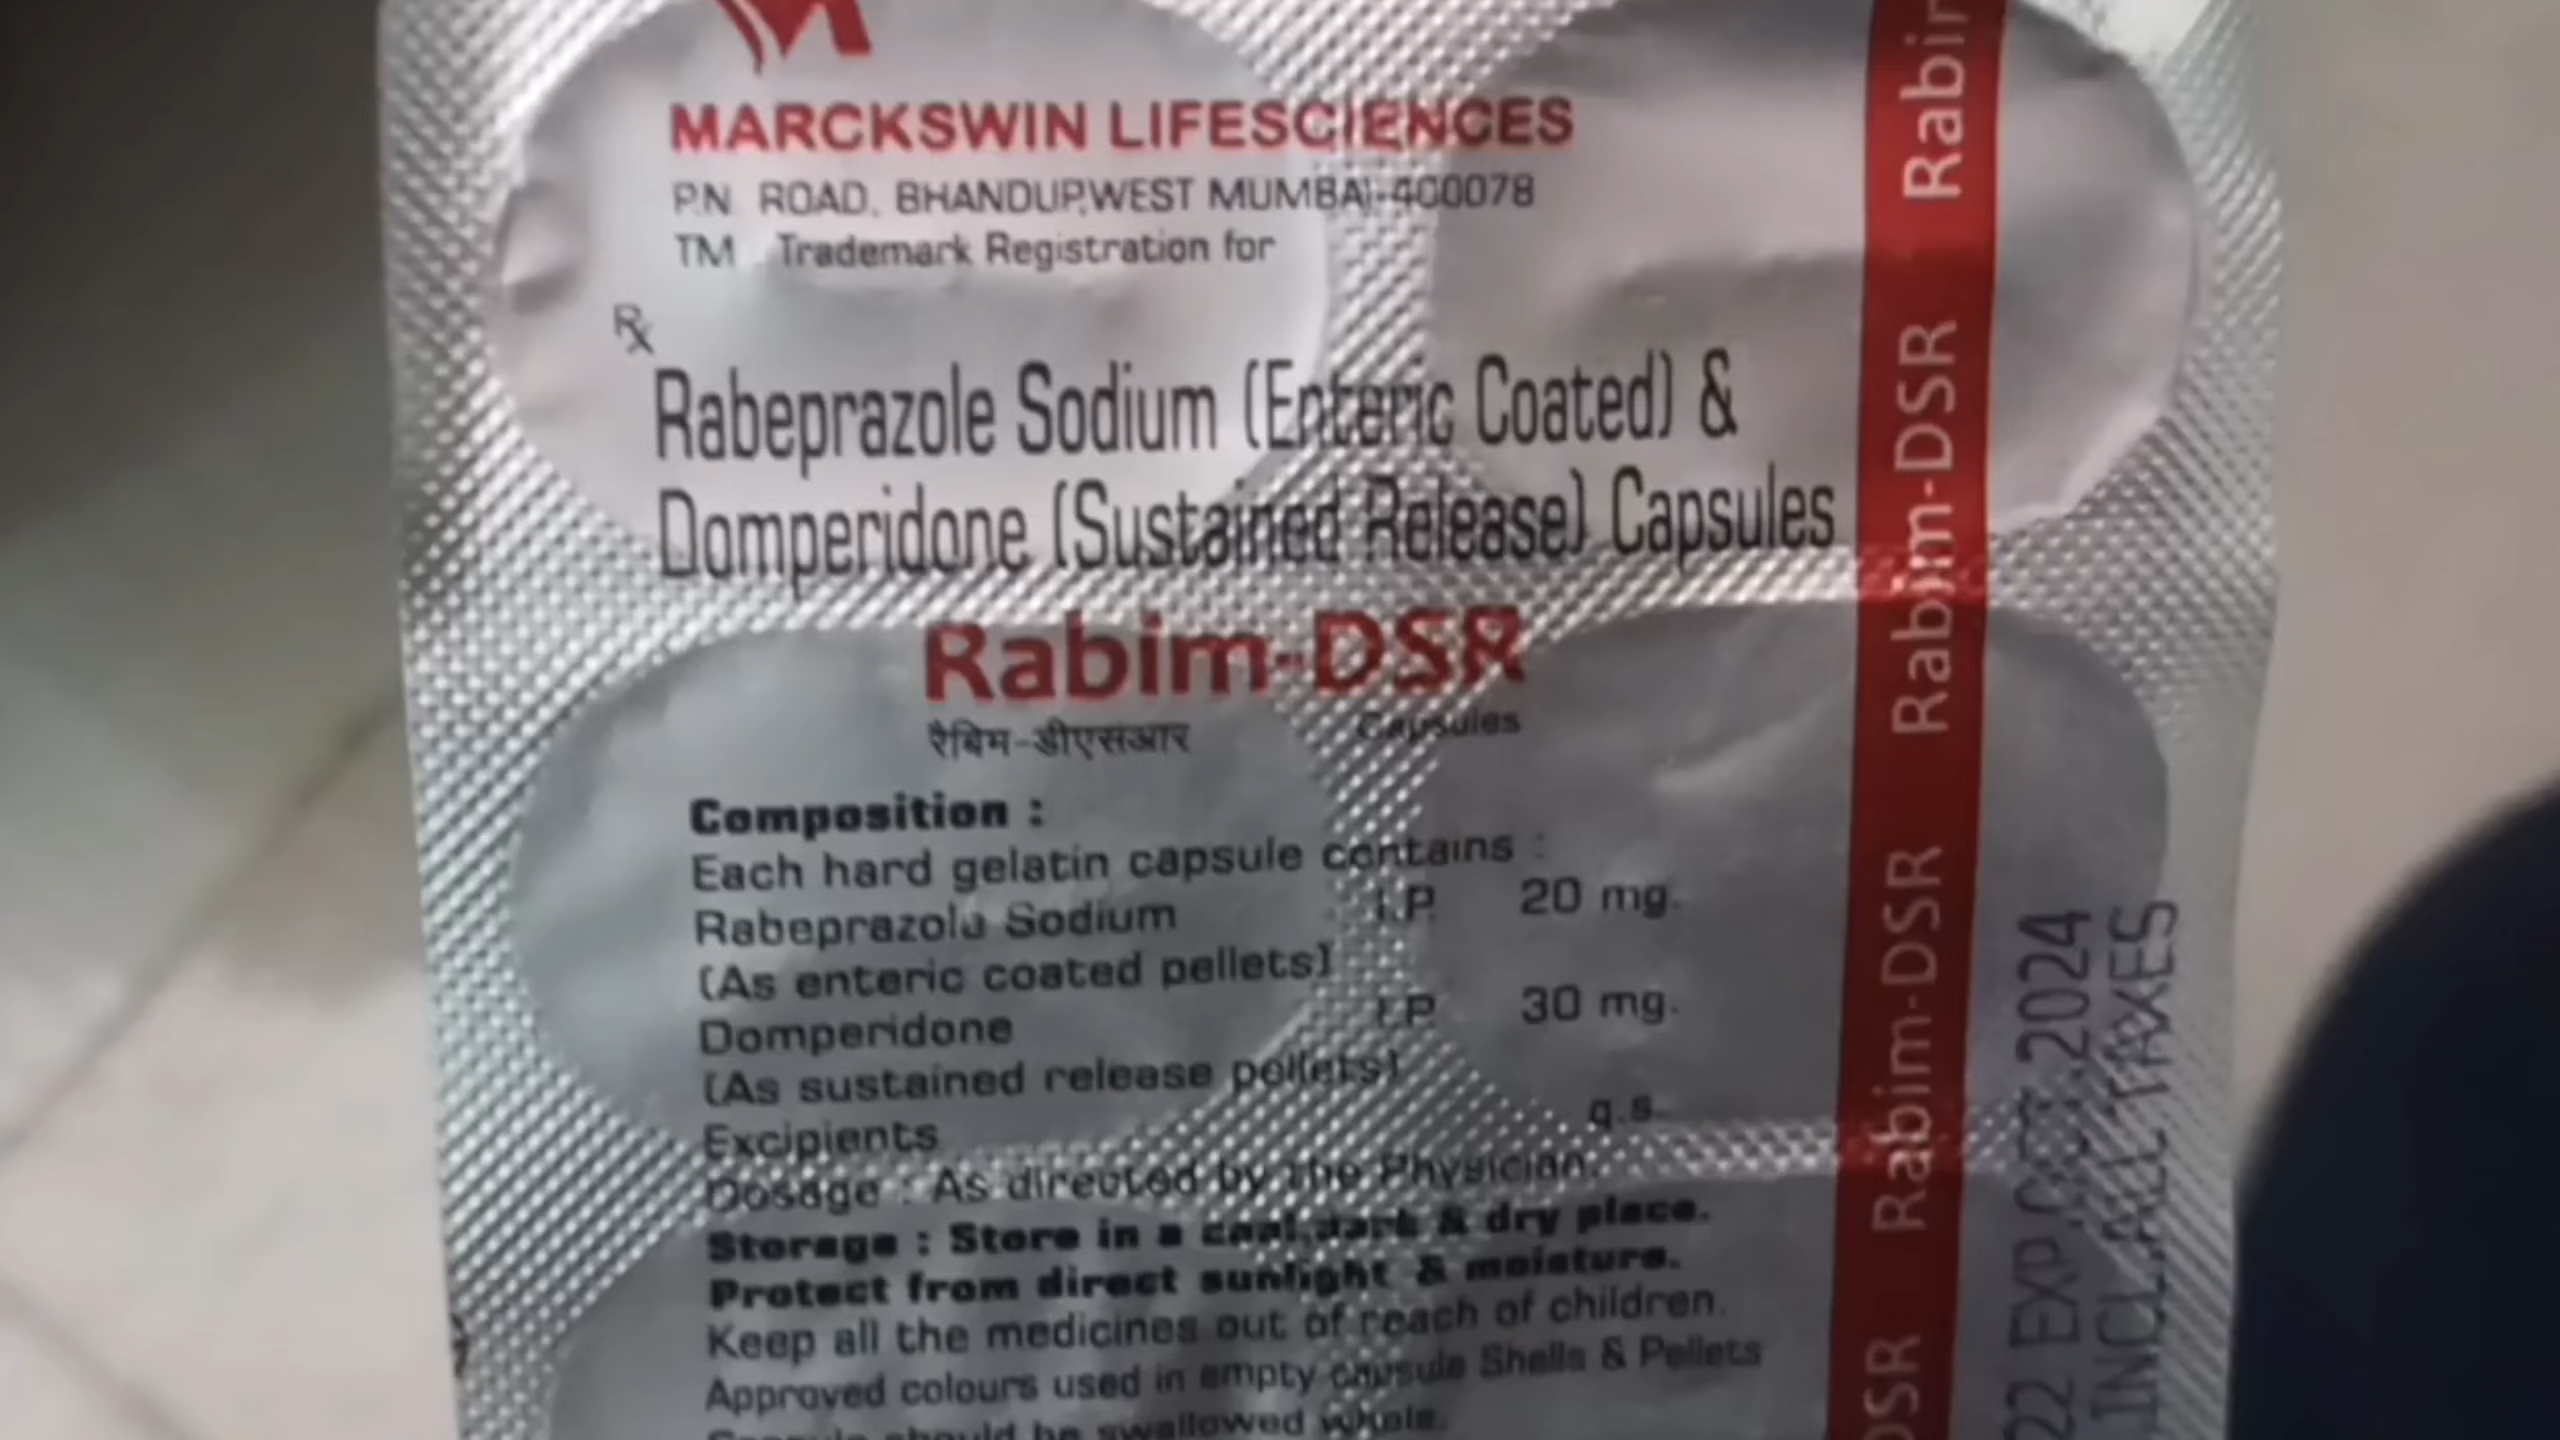 MARCKSWIN LIFESCIENCES
P.N. ROAD, BHANDUP,WEST MUMBAI-400078
TM - Trademark Registration for
Rx
Rabeprazole Sodium (Enteric Coated) &
Domperidone (Sustained Release) Capsules
Rabim-DSR
रैबिम-डीएसआर Capsules
Composition :
Each hard gelatin capsule contains :
Rabeprazole Sodium I.P. 20 mg.
(As enteric coated pellets)
Domperidone I.P. 30 mg.
(As sustained release pellets)
Excipients q.s.
Dosage : As directed by the Physician.
Storage : Store in a cool,dark & dry place.
Protect from direct sunlight & moisture.
Keep all the medicines out of reach of children.
Approved colours used in empty capsule Shells & Pellets
Capsule should be swallowed whole.
Rabim-DSR Rabim-DSR Rabim-DSR
22 EXP.OCT.2024
INCL.ALL TAXES